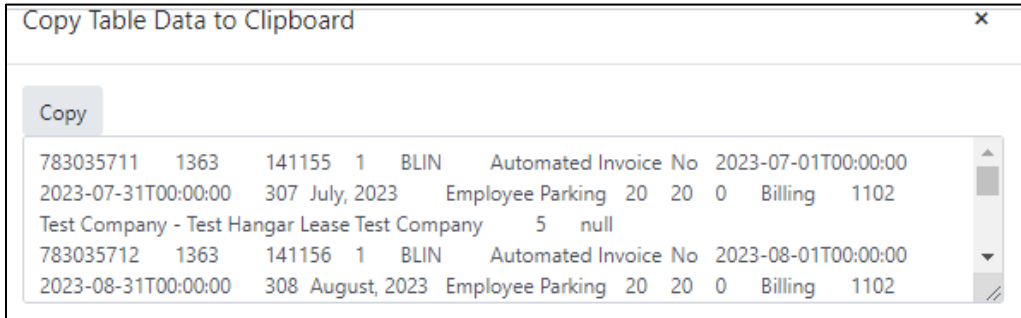 Copy Table Data to Clipboard ×
Copy
783035711 1363 141155 1 BLIN Automated Invoice No 2023-07-01T00:00:00
2023-07-31T00:00:00 307 July, 2023 Employee Parking 20 20 0 Billing 1102
Test Company - Test Hangar Lease Test Company 5 null
783035712 1363 141156 1 BLIN Automated Invoice No 2023-08-01T00:00:00
2023-08-31T00:00:00 308 August, 2023 Employee Parking 20 20 0 Billing 1102